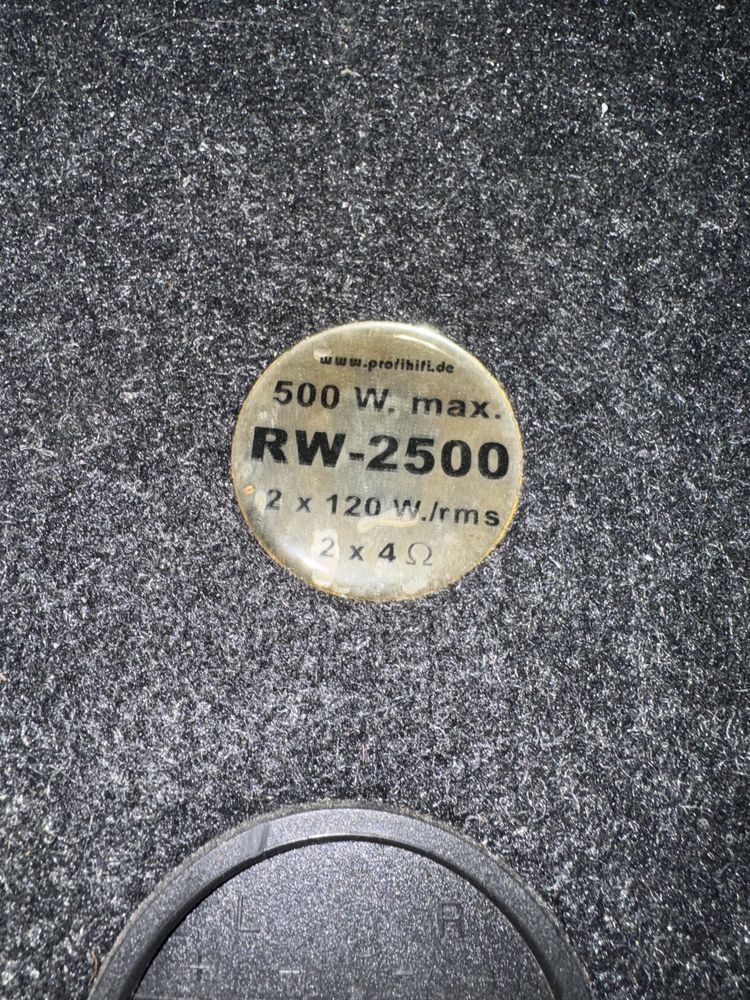 www.profihifi.de
500 W. max.
RW-2500
2 x 120 W./rms
2 x 4 Ω
L R
+ - - +